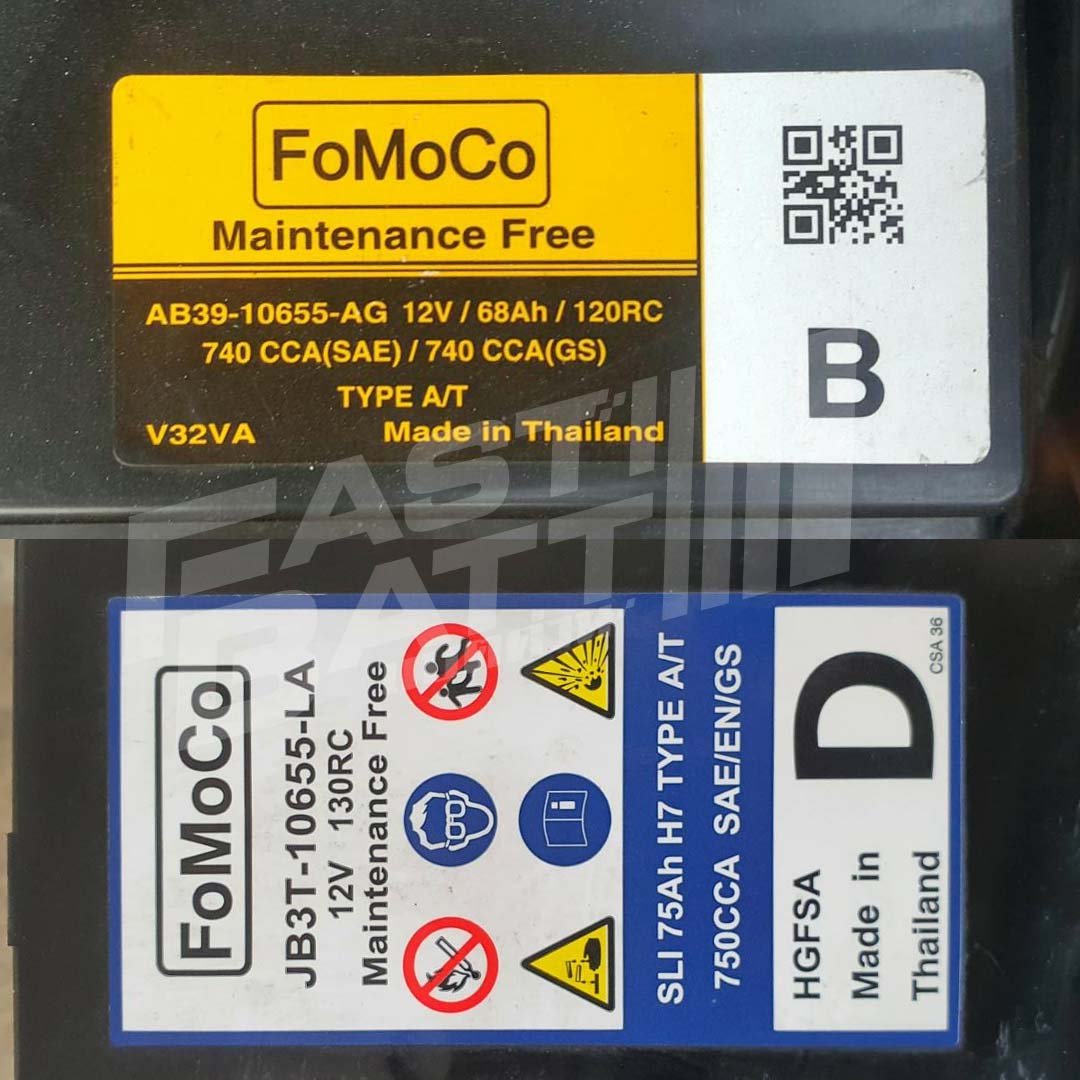 FoMoCo
Maintenance Free
AB39-10655-AG 12V / 68Ah / 120RC
740 CCA(SAE) / 740 CCA(GS)
TYPE A/T
V32VA Made in Thailand
B
FAST
BATT
FoMoCo
JB3T-10655-LA
12V 130RC
Maintenance Free
SLI 75Ah H7 TYPE A/T
750CCA SAE/EN/GS
HGFSA
Made in
Thailand
D
CSA 36